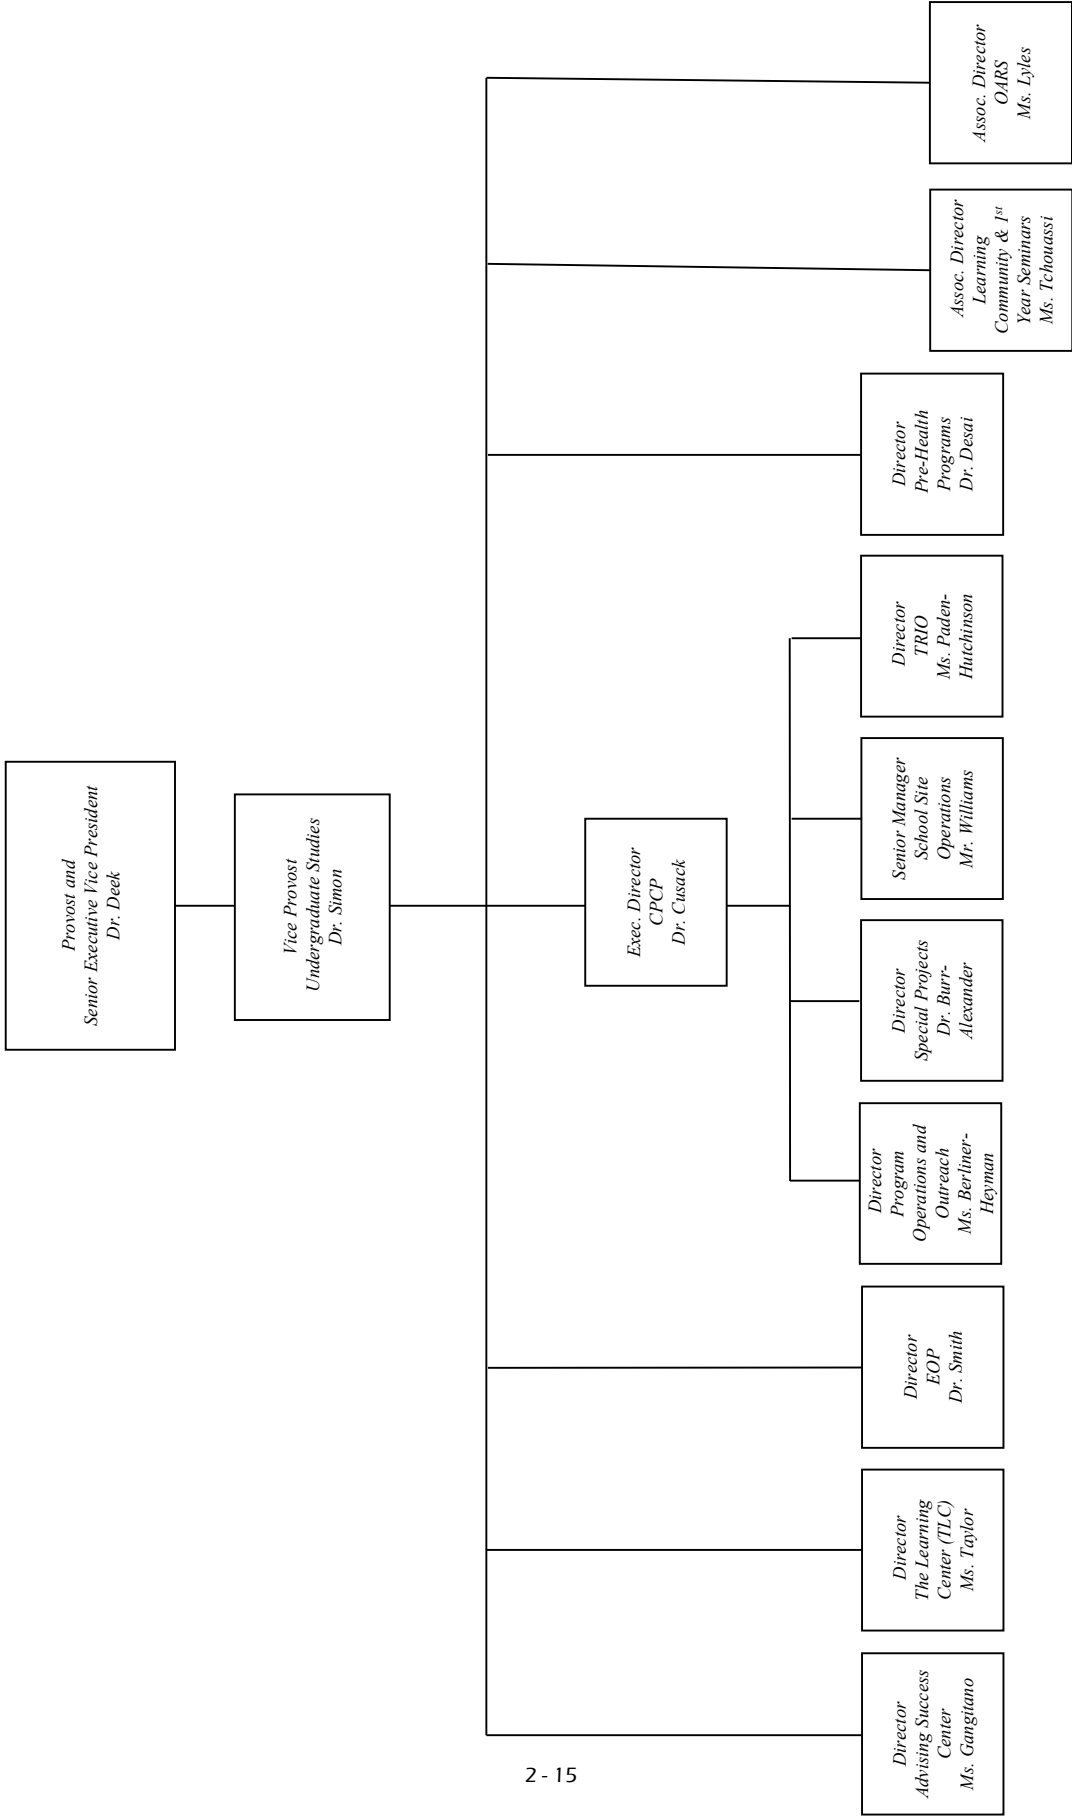 Provost and
Senior Executive Vice President
Dr. Deek
Vice Provost
Undergraduate Studies
Dr. Simon
Exec. Director
CPCP
Dr. Cusack
Director
Advising Success
Center
Ms. Gangitano
Director
The Learning
Center (TLC)
Ms. Taylor
Director
EOP
Dr. Smith
Director
Program
Operations and
Outreach
Ms. Berliner-
Heyman
Director
Special Projects
Dr. Burr-
Alexander
Senior Manager
School Site
Operations
Mr. Williams
Director
TRIO
Ms. Paden-
Hutchinson
Director
Pre-Health
Programs
Dr. Desai
Assoc. Director
Learning
Community & 1st
Year Seminars
Ms. Tchouassi
Assoc. Director
OARS
Ms. Lyles
2 - 15